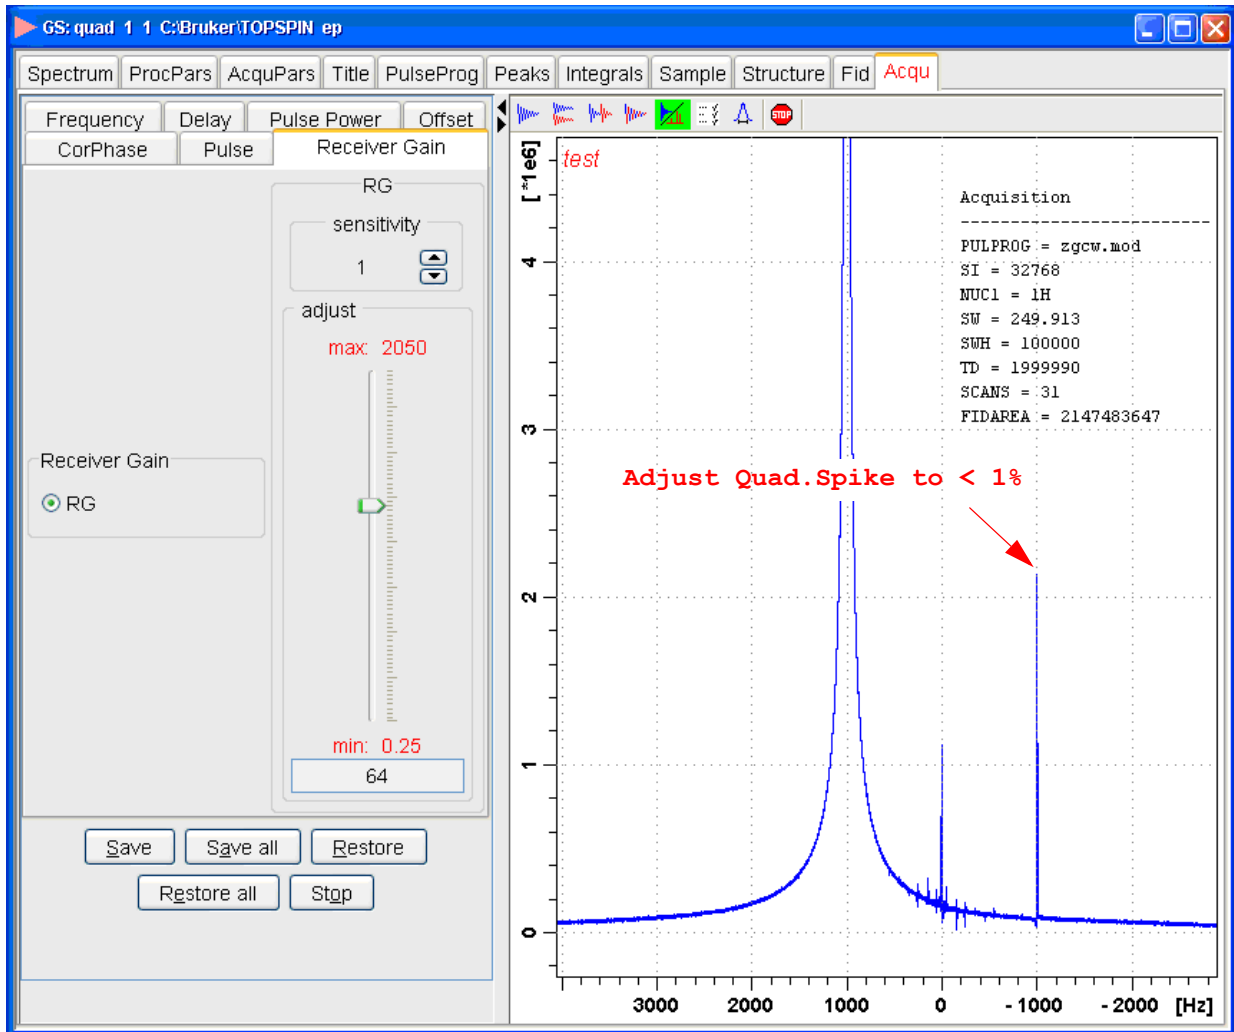 GS: quad 1 1 C:\Bruker\TOPSPIN ep
Spectrum ProcPars AcquPars Title PulseProg Peaks Integrals Sample Structure Fid Acqu
Frequency Delay Pulse Power Offset
CorPhase Pulse Receiver Gain
RG
sensitivity
1
adjust
max: 2050
Receiver Gain
RG
min: 0.25
64
Save Save all Restore
Restore all Stop
STOP
[*1e6]
test
Acquisition
--------------------------
PULPROG = zgcw.mod
SI = 32768
NUC1 = 1H
SW = 249.913
SWH = 100000
TD = 1999990
SCANS = 31
FIDAREA = 2147483647
Adjust Quad.Spike to < 1%
4
3
2
1
0
3000 2000 1000 0 -1000 -2000 [Hz]